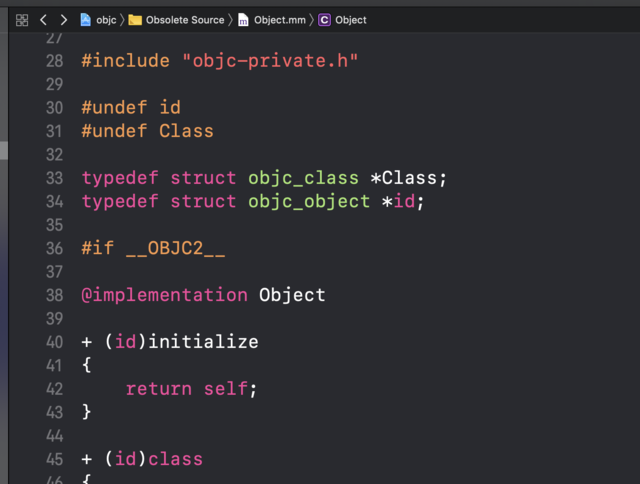 objc > Obsolete Source > Object.mm > C Object
27
28 #include "objc-private.h"
29
30 #undef id
31 #undef Class
32
33 typedef struct objc_class *Class;
34 typedef struct objc_object *id;
35
36 #if __OBJC2__
37
38 @implementation Object
39
40 + (id)initialize
41 {
42     return self;
43 }
44
45 + (id)class
46 {